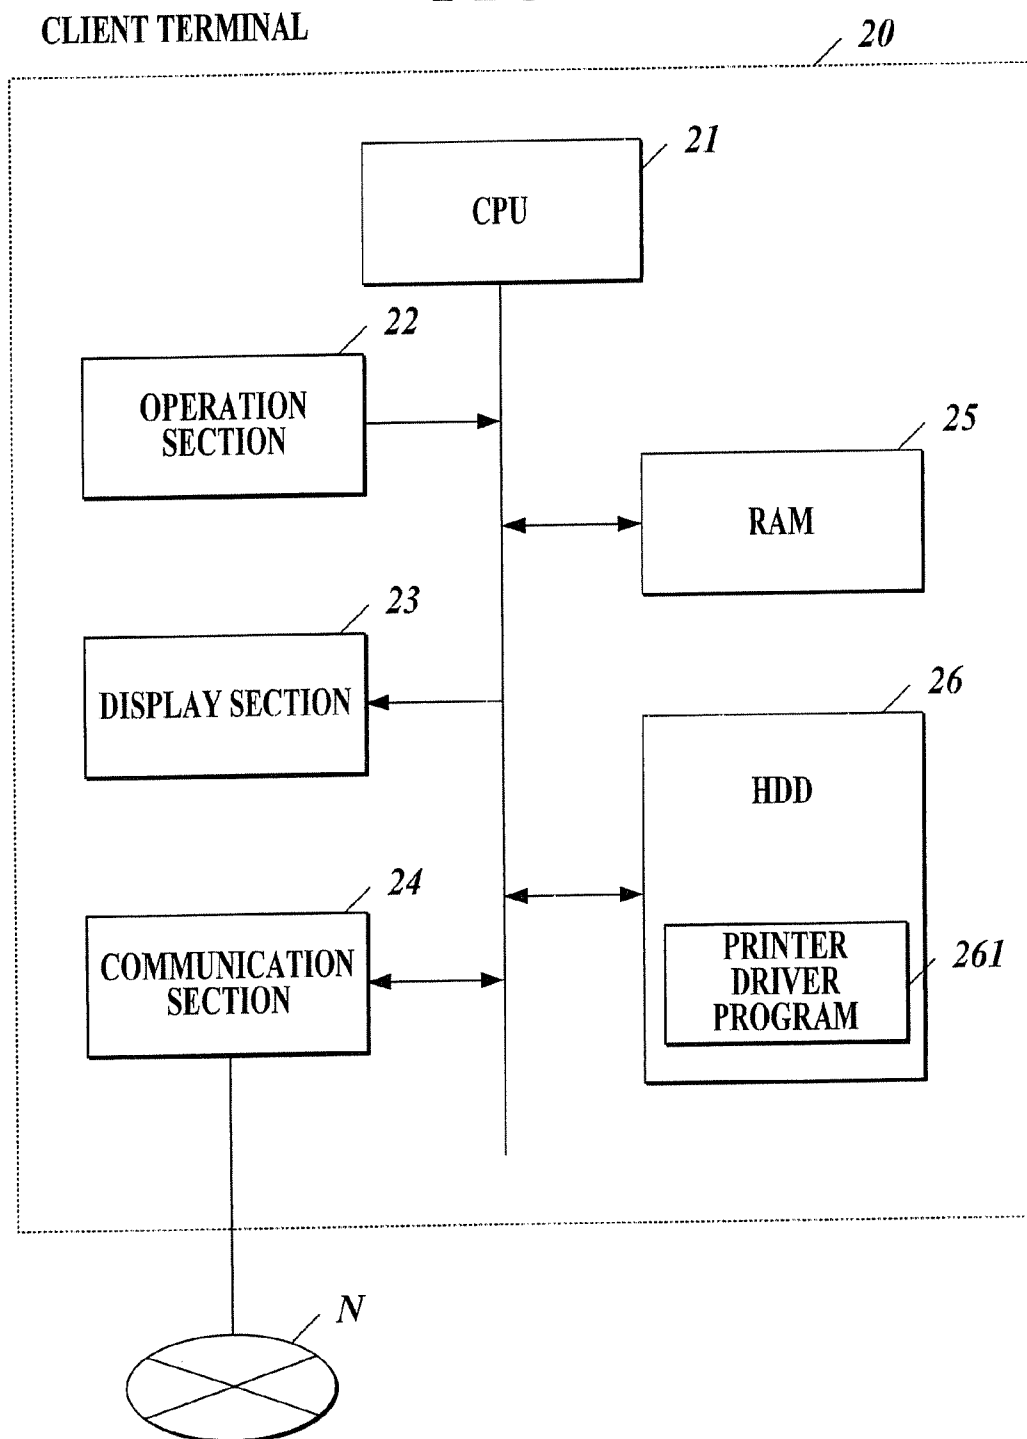 CLIENT TERMINAL
20
21
CPU
22
OPERATION
SECTION
25
RAM
23
DISPLAY SECTION
26
HDD
24
COMMUNICATION
SECTION
PRINTER
DRIVER
PROGRAM
261
N